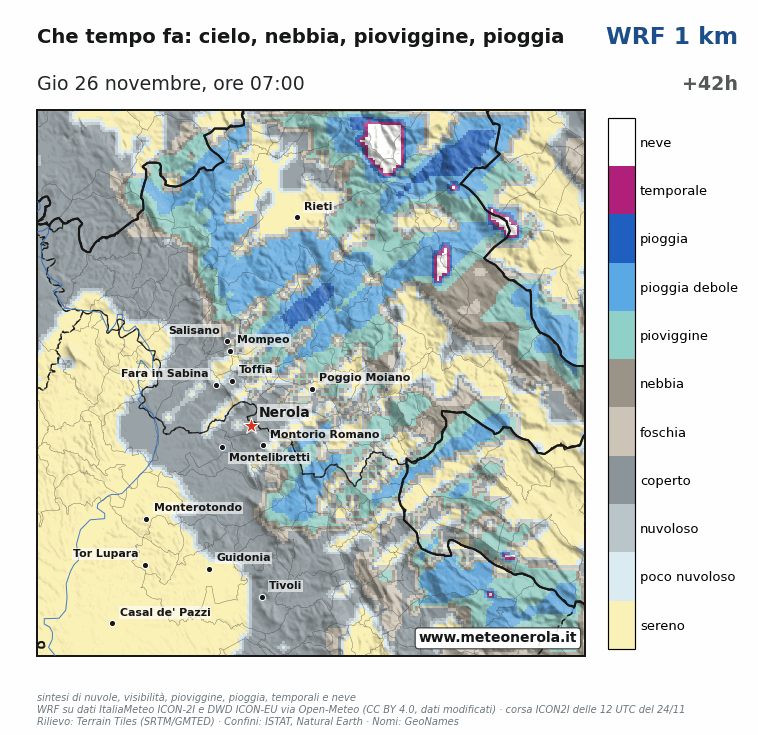 Che tempo fa: cielo, nebbia, pioviggine, pioggia
WRF 1 km
Gio 26 novembre, ore 07:00
+42h
neve
temporale
pioggia
pioggia debole
pioviggine
nebbia
foschia
coperto
nuvoloso
poco nuvoloso
sereno
Rieti
Salisano
Mompeo
Fara in Sabina
Toffia
Poggio Moiano
Nerola
Montorio Romano
Montelibretti
Monterotondo
Tor Lupara
Guidonia
Tivoli
Casal de' Pazzi
www.meteonerola.it
sintesi di nuvole, visibilità, pioviggine, pioggia, temporali e neve
WRF su dati ItaliaMeteo ICON-2I e DWD ICON-EU via Open-Meteo (CC BY 4.0, dati modificati) · corsa ICON2I delle 12 UTC del 24/11
Rilievo: Terrain Tiles (SRTM/GMTED) · Confini: ISTAT, Natural Earth · Nomi: GeoNames